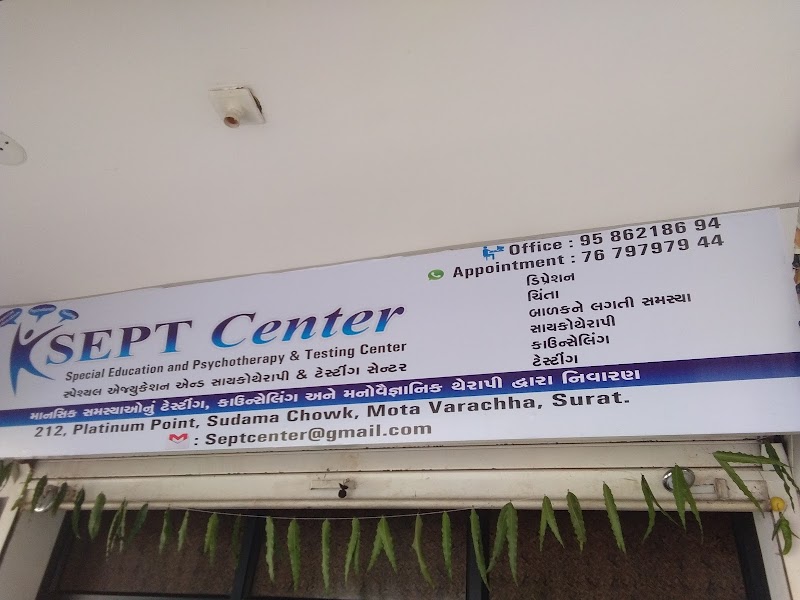 SEPT Center
Special Education and Psychotherapy & Testing Center
સ્પેશ્યલ એજ્યુકેશન એન્ડ સાયકોથેરાપી & ટેસ્ટીંગ સેન્ટર
Office : 95 862186 94
Appointment : 76 797979 44
ડિપ્રેશન
ચિંતા
બાળકને લગતી સમસ્યા
સાયકોથેરાપી
કાઉન્સેલિંગ
ટેસ્ટીંગ
માનસિક સમસ્યાઓનું ટેસ્ટીંગ, કાઉન્સેલિંગ અને મનોવૈજ્ઞાનિક થેરાપી દ્વારા નિવારણ
212, Platinum Point, Sudama Chowk, Mota Varachha, Surat.
: Septcenter@gmail.com